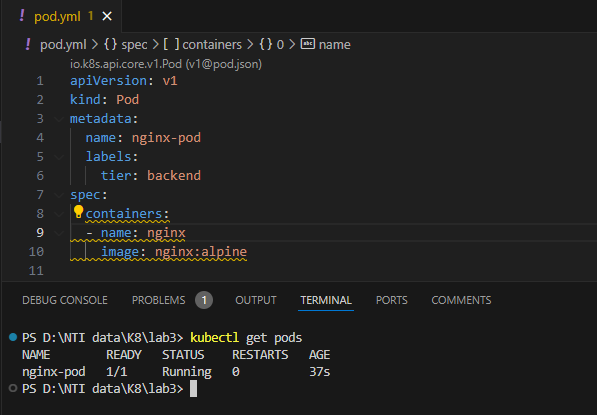 ! pod.yml 1 ×
! pod.yml > {} spec > [ ] containers > {} 0 > abc name
io.k8s.api.core.v1.Pod (v1@pod.json)
1 apiVersion: v1
2 kind: Pod
3 metadata:
4   name: nginx-pod
5   labels:
6     tier: backend
7 spec:
8   containers:
9   - name: nginx
10     image: nginx:alpine
11
DEBUG CONSOLE PROBLEMS 1 OUTPUT TERMINAL PORTS COMMENTS
PS D:\NTI data\K8\lab3> kubectl get pods
NAME READY STATUS RESTARTS AGE
nginx-pod 1/1 Running 0 37s
PS D:\NTI data\K8\lab3>